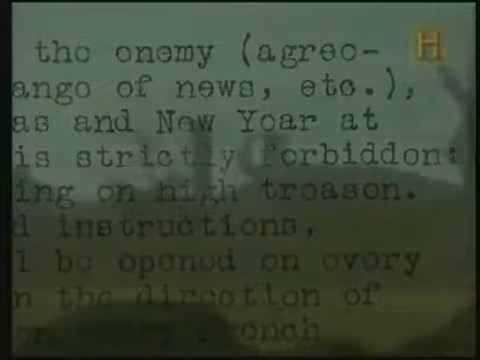 the enemy (agree-
ango of news, etc.),
as and New Year at
is strictly forbidden:
ing on high treason.
d instructions,
l be opened on every
n the direction of
ench
H